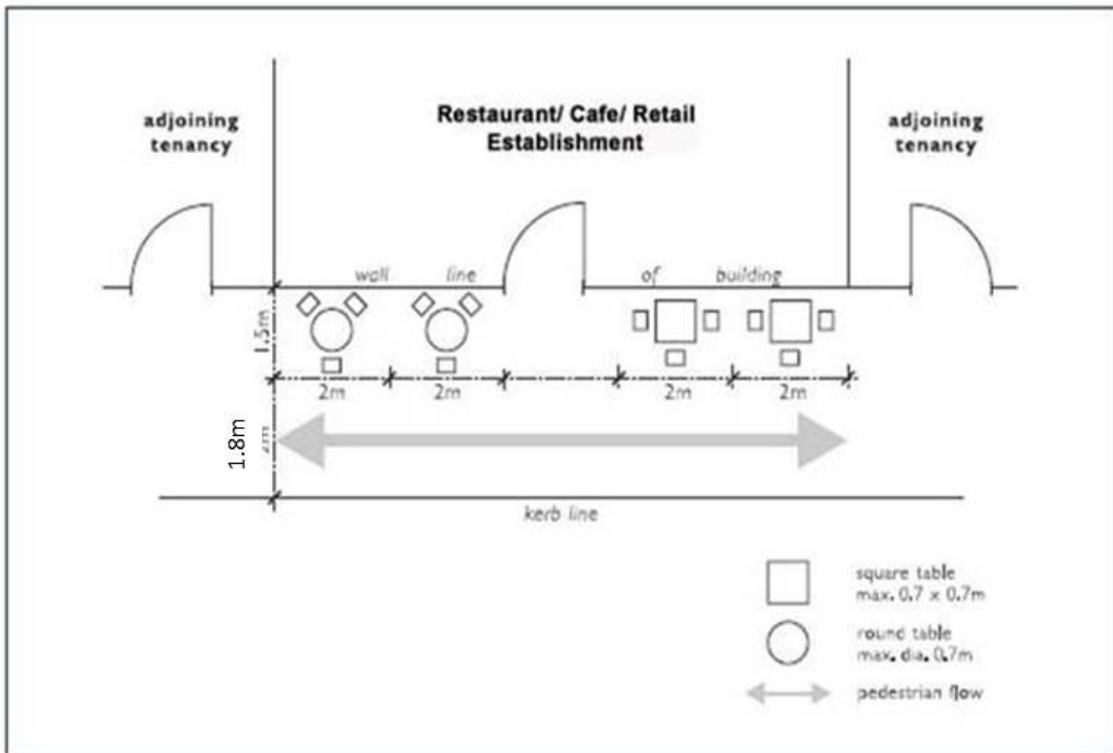 adjoining
tenancy
Restaurant/ Cafe/ Retail
Establishment
adjoining
tenancy
wall line of building
1.5m
2m 2m 2m 2m
1.8m
2m
kerb line
square table
max. 0.7 x 0.7m
round table
max. dia. 0.7m
pedestrian flow